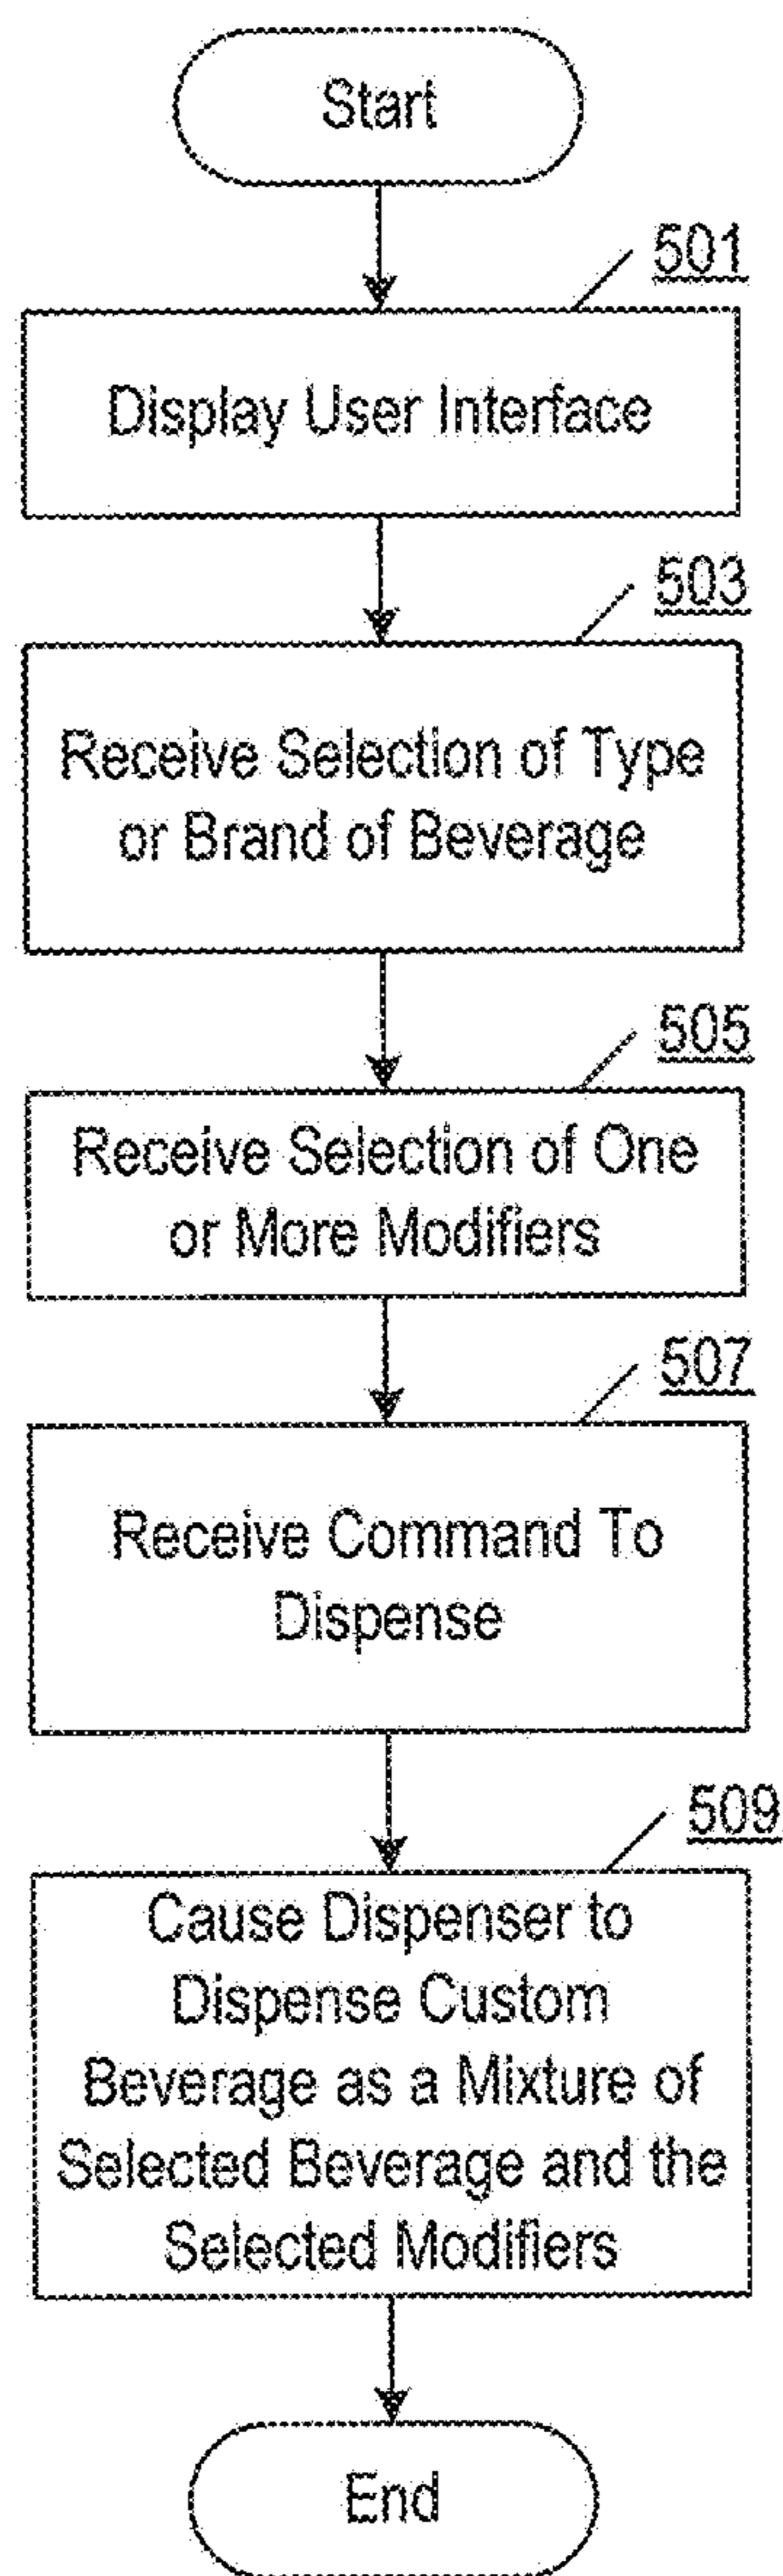 Start
501
Display User Interface
503
Receive Selection of Type
or Brand of Beverage
505
Receive Selection of One
or More Modifiers
507
Receive Command To
Dispense
509
Cause Dispenser to
Dispense Custom
Beverage as a Mixture of
Selected Beverage and the
Selected Modifiers
End